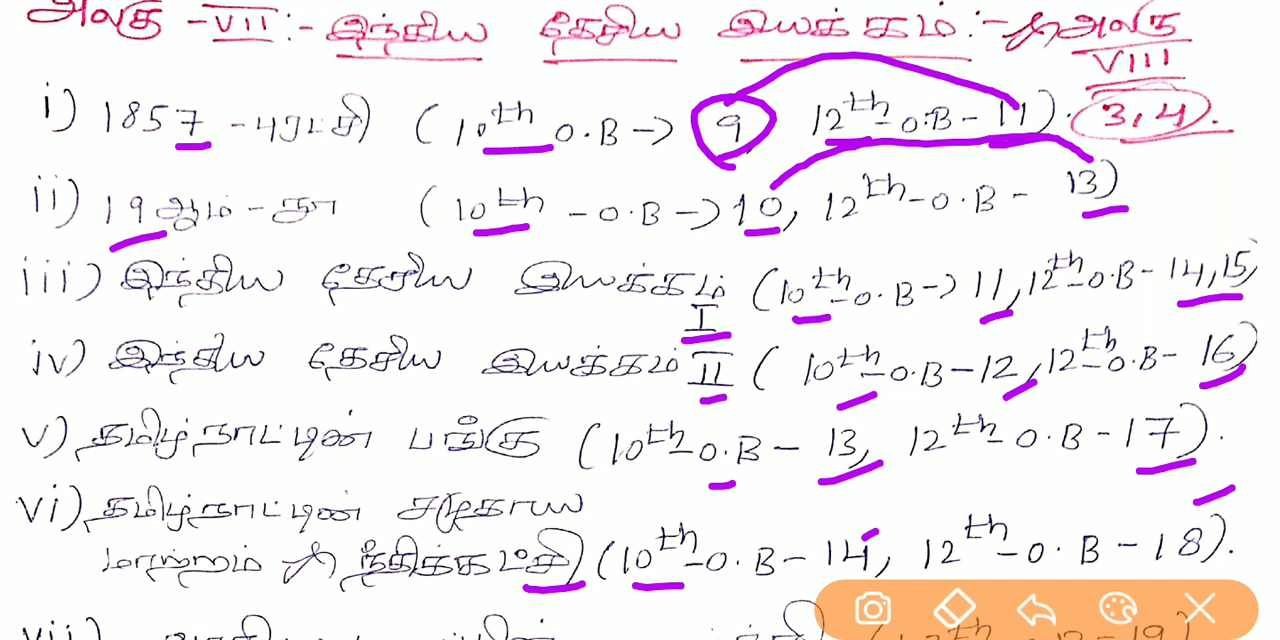 அலகு - VII :- இந்திய தேசிய இயக்கம் :- & அலகு VIII
i) 1857 - புரட்சி (10th O.B -> 9, 12th - O.B - 11). 3,4.
ii) 19 ஆம் - நூ (10th - O.B -> 10, 12th - O.B - 13)
iii) இந்திய தேசிய இயக்கம் I (10th - O.B -> 11, 12th - O.B - 14,15)
iv) இந்திய தேசிய இயக்கம் II (10th - O.B - 12, 12th - O.B - 16)
v) தமிழ்நாட்டின் பங்கு (10th - O.B - 13, 12th - O.B - 17).
vi) தமிழ்நாட்டின் சமுதாய
மாற்றம் & நீதிக்கட்சி) (10th - O.B - 14, 12th - O.B - 18).
vii)